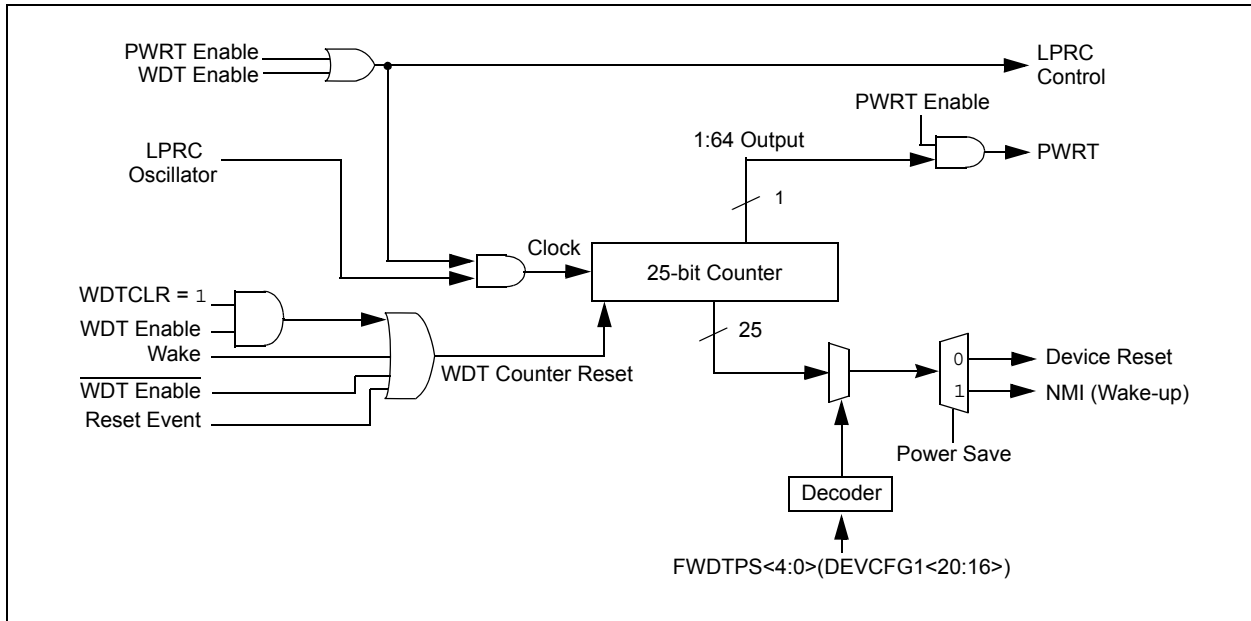 PWRT Enable
WDT Enable
LPRC
Control
PWRT Enable
1:64 Output
PWRT
LPRC
Oscillator
1
Clock
25-bit Counter
WDTCLR = 1
WDT Enable
Wake
WDT Enable
Reset Event
WDT Counter Reset
25
0
1
Device Reset
NMI (Wake-up)
Power Save
Decoder
FWDTPS<4:0>(DEVCFG1<20:16>)